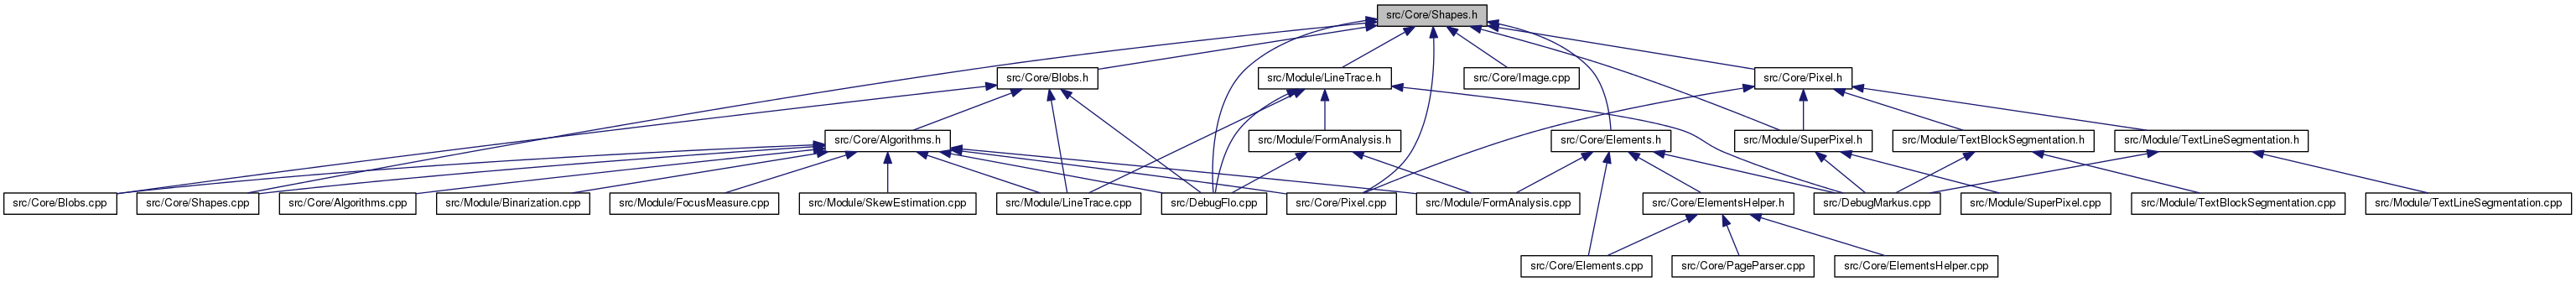 src/Core/Shapes.h
src/Core/Blobs.h
src/Module/LineTrace.h
src/Core/Image.cpp
src/Core/Pixel.h
src/Core/Algorithms.h
src/Module/FormAnalysis.h
src/Core/Elements.h
src/Module/SuperPixel.h
src/Module/TextBlockSegmentation.h
src/Module/TextLineSegmentation.h
src/Core/Blobs.cpp
src/Core/Shapes.cpp
src/Core/Algorithms.cpp
src/Module/Binarization.cpp
src/Module/FocusMeasure.cpp
src/Module/SkewEstimation.cpp
src/Module/LineTrace.cpp
src/DebugFlo.cpp
src/Core/Pixel.cpp
src/Module/FormAnalysis.cpp
src/Core/ElementsHelper.h
src/DebugMarkus.cpp
src/Module/SuperPixel.cpp
src/Module/TextBlockSegmentation.cpp
src/Module/TextLineSegmentation.cpp
src/Core/Elements.cpp
src/Core/PageParser.cpp
src/Core/ElementsHelper.cpp